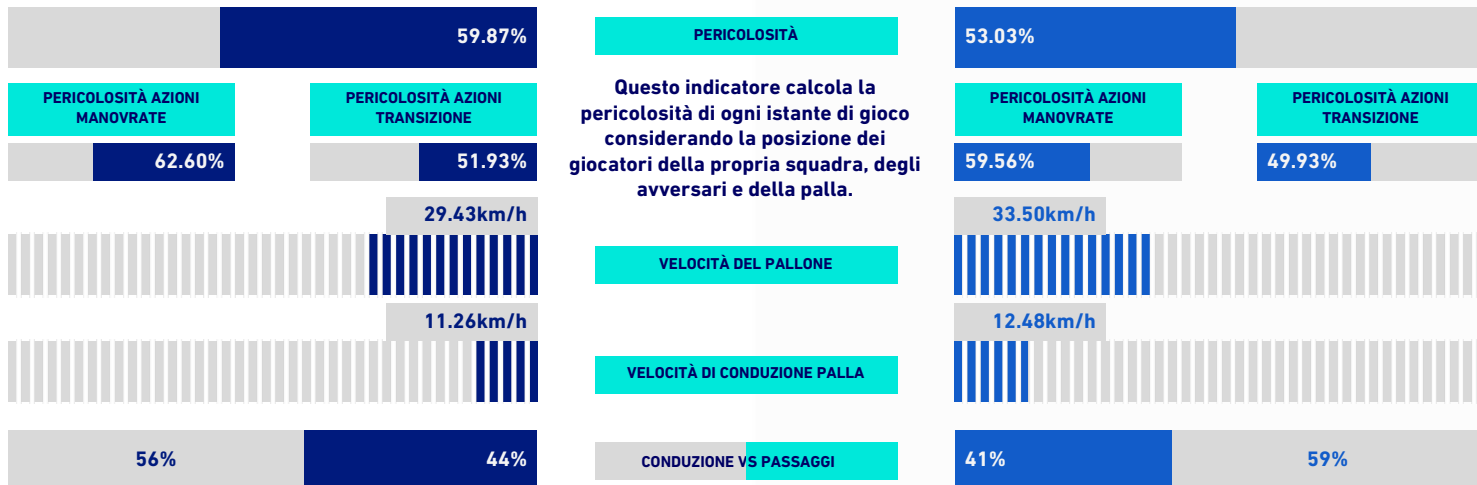 59.87%
PERICOLOSITÀ
53.03%
PERICOLOSITÀ AZIONI
MANOVRATE
PERICOLOSITÀ AZIONI
TRANSIZIONE
Questo indicatore calcola la
pericolosità di ogni istante di gioco
considerando la posizione dei
giocatori della propria squadra, degli
avversari e della palla.
PERICOLOSITÀ AZIONI
MANOVRATE
PERICOLOSITÀ AZIONI
TRANSIZIONE
62.60%
51.93%
59.56%
49.93%
29.43km/h
VELOCITÀ DEL PALLONE
33.50km/h
11.26km/h
VELOCITÀ DI CONDUZIONE PALLA
12.48km/h
56%
44%
CONDUZIONE VS PASSAGGI
41%
59%